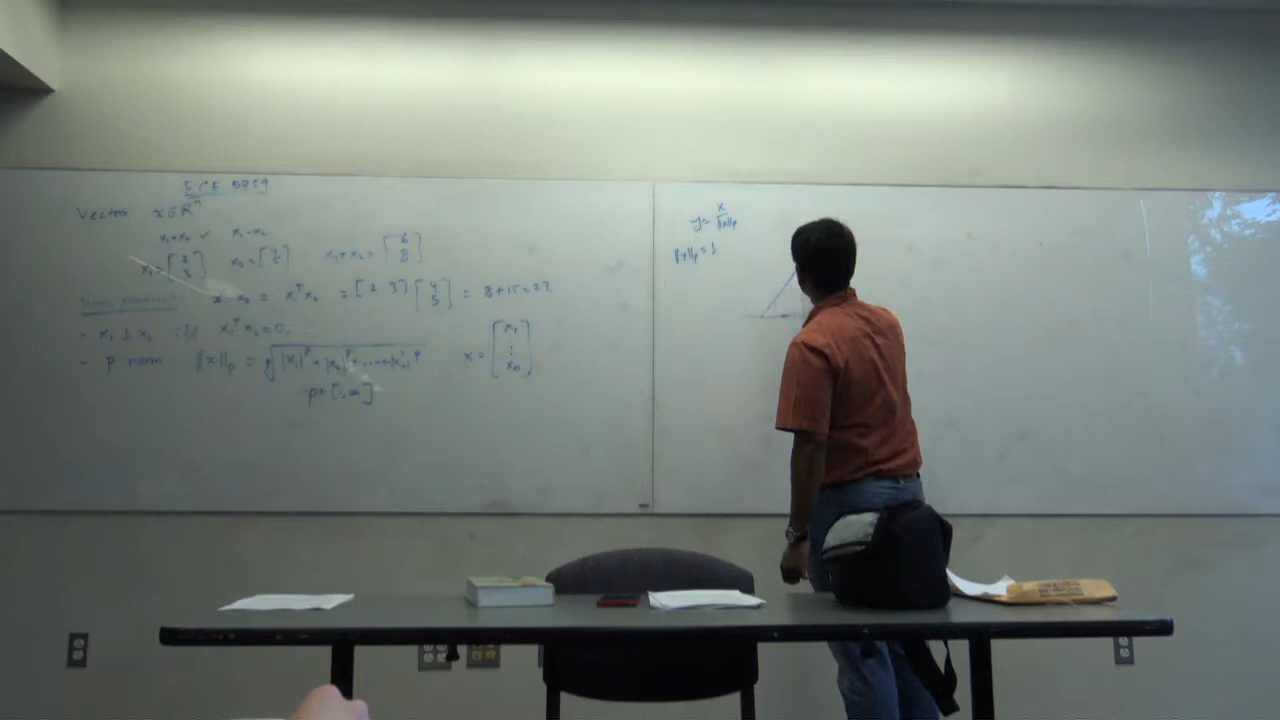 ECE 5759
Vector x ∈ ℝⁿ
x₁+x₂ ✓ x₁-x₂
x₁ = [2 3] x₂ = [4 5] x₁+x₂ = [6 8]
x₁·x₂ = x₁ᵀx₂ = [2 3] [4 5] = 8+15=23.
- x₁ ⊥ x₂ iff x₁ᵀx₂=0.
- p norm ‖x‖ₚ = ᵖ√|x₁|ᵖ+|x₂|ᵖ+....+|xₙ|ᵖ x = [x₁ ⋮ xₙ]
p∈[1,∞]
y = x/‖x‖ₚ
‖y‖ₚ = 1